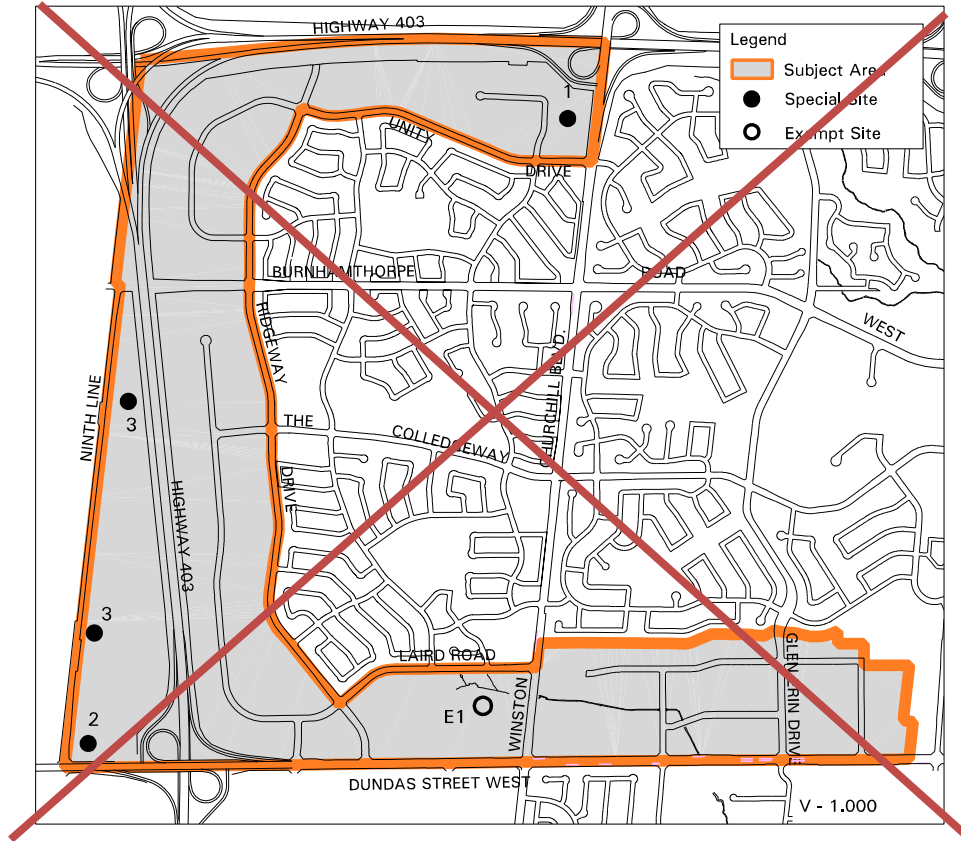 HIGHWAY 403
Legend
Subject Area
Special Site
Exempt Site
1
UNITY
DRIVE
BURNHAMTHORPE
ROAD
WEST
RIDGEWAY
CHURCHILL BLVD.
NINTH LINE
3
THE
COLLEDGEWAY
DRIVE
HIGHWAY 403
3
LAIRD ROAD
GLEN ERIN DRIVE
WINSTON
E1
2
DUNDAS STREET WEST
V - 1.000